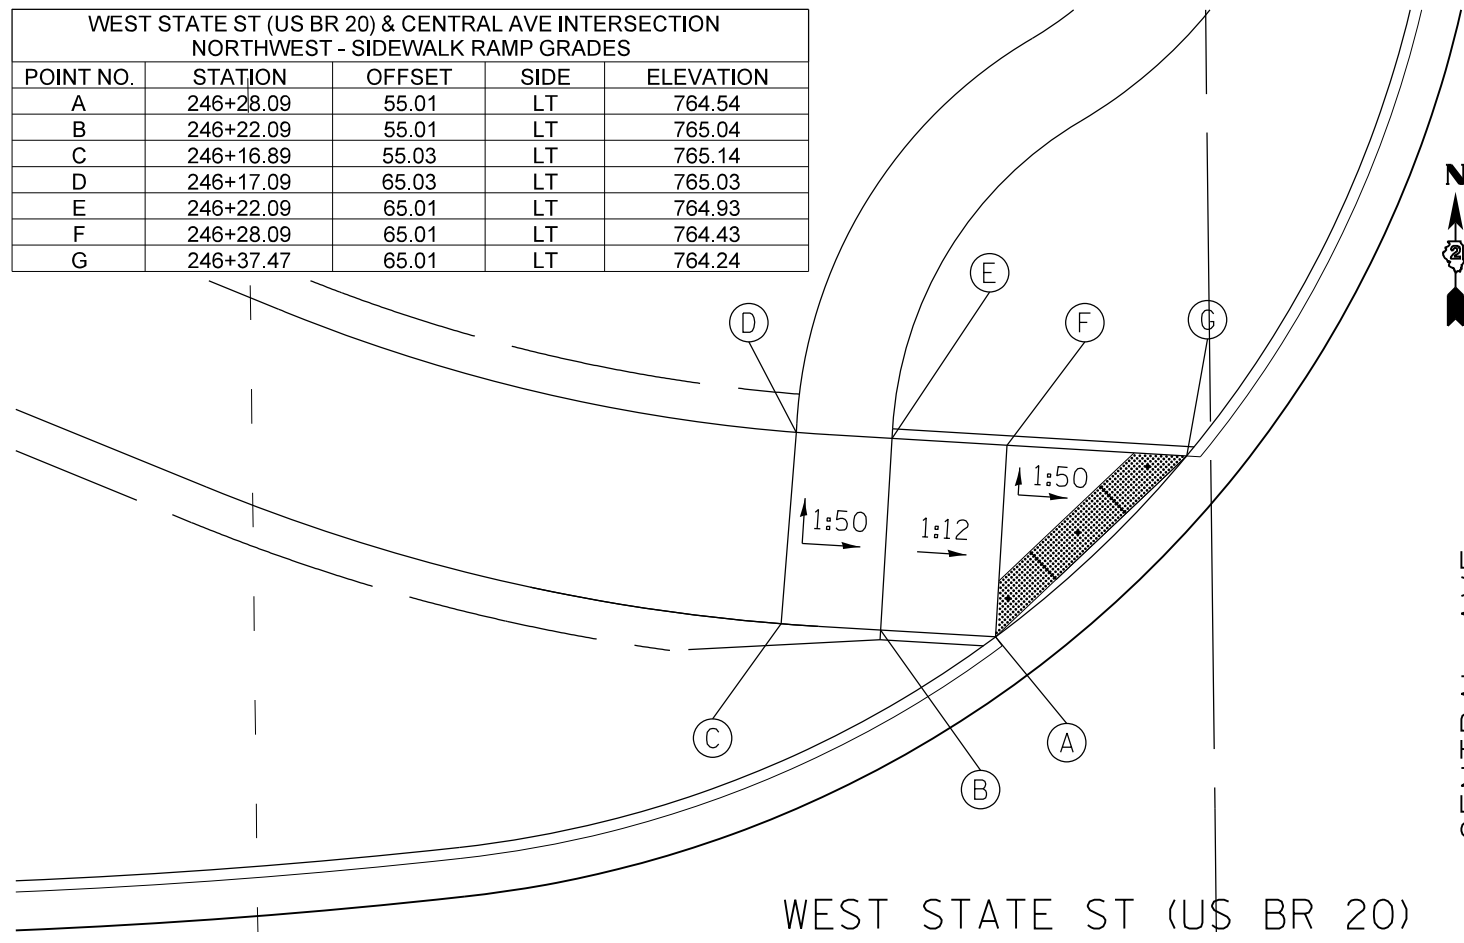 WEST STATE ST (US BR 20) & CENTRAL AVE INTERSECTION
NORTHWEST - SIDEWALK RAMP GRADES
POINT NO. STATION OFFSET SIDE ELEVATION
A 246+28.09 55.01 LT 764.54
B 246+22.09 55.01 LT 765.04
C 246+16.89 55.03 LT 765.14
D 246+17.09 65.03 LT 765.03
E 246+22.09 65.01 LT 764.93
F 246+28.09 65.01 LT 764.43
G 246+37.47 65.01 LT 764.24
N
2
E
D
F
G
1:50
1:50
1:12
C
A
B
WEST STATE ST (US BR 20)